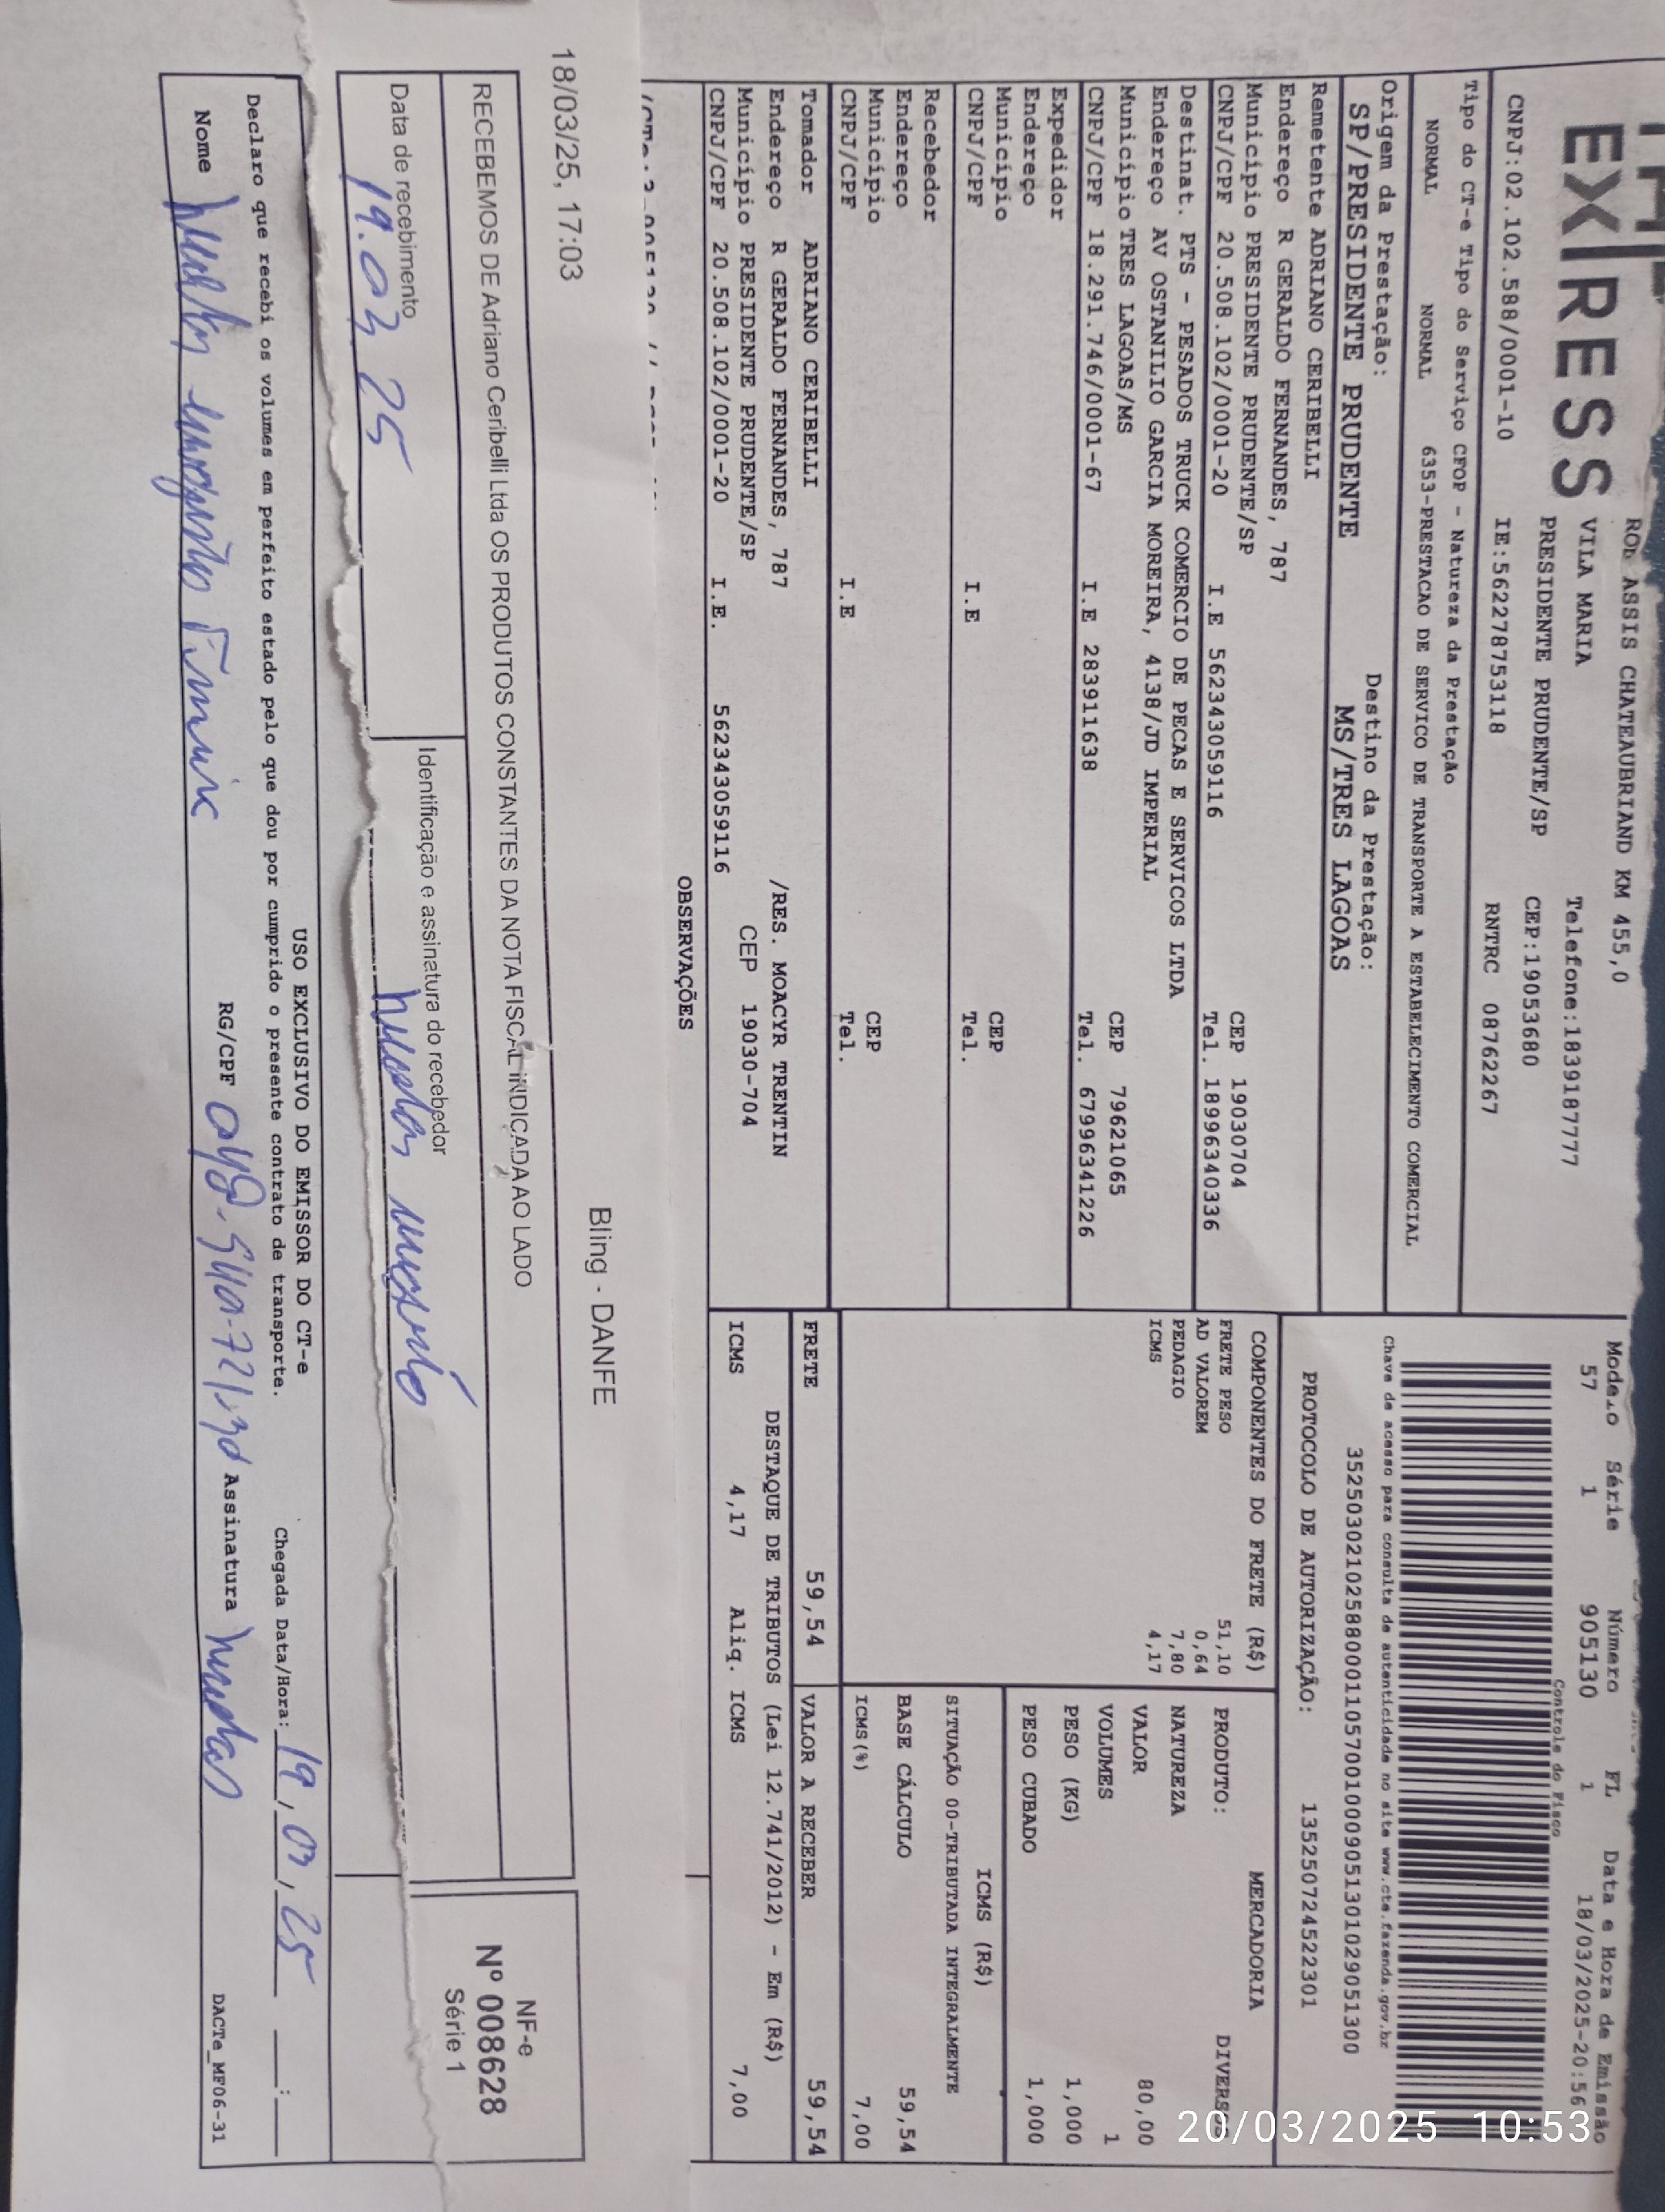 EXPRESS
ROD ASSIS CHATEAUBRIAND KM 455,0
VILA MARIA
Telefone:1839187777
PRESIDENTE PRUDENTE/SP
CEP:19053680
CNPJ:02.102.588/0001-10
IE:562278753118
RNTRC 08762267
Modelo Série Número FL Data e Hora de Emissão
57 1 905130 1 18/03/2025-20:56
Controle do Fisco
Tipo do CT-e Tipo do Serviço CFOP - Natureza da Prestação
NORMAL NORMAL 6353-PRESTACAO DE SERVICO DE TRANSPORTE A ESTABELECIMENTO COMERCIAL
Chave de acesso para consulta de autenticidade no site www.cte.fazenda.gov.br
35250302102588000110570010009051301029051300
Origem da Prestação: Destino da Prestação:
SP/PRESIDENTE PRUDENTE MS/TRES LAGOAS
PROTOCOLO DE AUTORIZAÇÃO: 135250724522301
Remetente ADRIANO CERIBELLI
Endereço R GERALDO FERNANDES, 787
Município PRESIDENTE PRUDENTE/SP CEP 19030704
CNPJ/CPF 20.508.102/0001-20 I.E 562343059116 Tel. 18996340336
Destinat. PTS - PESADOS TRUCK COMERCIO DE PECAS E SERVICOS LTDA
Endereço AV OSTANILIO GARCIA MOREIRA, 4138/JD IMPERIAL
Município TRES LAGOAS/MS CEP 79621065
CNPJ/CPF 18.291.746/0001-67 I.E 283911638 Tel. 67996341226
Expedidor
Endereço
Município CEP
CNPJ/CPF I.E Tel.
Recebedor
Endereço
Município CEP
CNPJ/CPF I.E Tel.
Tomador ADRIANO CERIBELLI
Endereço R GERALDO FERNANDES, 787 /RES. MOACYR TRENTIN
Município PRESIDENTE PRUDENTE/SP CEP 19030-704
CNPJ/CPF 20.508.102/0001-20 I.E. 562343059116
COMPONENTES DO FRETE (R$)
FRETE PESO 51,10
AD VALOREM 0,64
PEDAGIO 7,80
ICMS 4,17
MERCADORIA
PRODUTO: DIVERSO
NATUREZA
VALOR 80,00
VOLUMES 1
PESO (KG) 1,000
PESO CUBADO 1,000
ICMS (R$)
SITUAÇÃO 00-TRIBUTADA INTEGRALMENTE
BASE CÁLCULO 59,54
ICMS(%) 7,00
FRETE 59,54 VALOR A RECEBER 59,54
DESTAQUE DE TRIBUTOS (Lei 12.741/2012) - Em (R$)
ICMS 4,17 Aliq. ICMS 7,00
OBSERVAÇÕES
18/03/25, 17:03 Bling - DANFE
RECEBEMOS DE Adriano Ceribelli Ltda OS PRODUTOS CONSTANTES DA NOTA FISCAL INDICADA AO LADO
NF-e
Nº 008628
Série 1
Data de recebimento
19.03 25
Identificação e assinatura do recebedor
USO EXCLUSIVO DO EMISSOR DO CT-e
Declaro que recebi os volumes em perfeito estado pelo que dou por cumprido o presente contrato de transporte.
Chegada Data/Hora: 19, 03, 25 :
Nome
RG/CPF
Assinatura
DACTe_MF06-31
20/03/2025 10:53